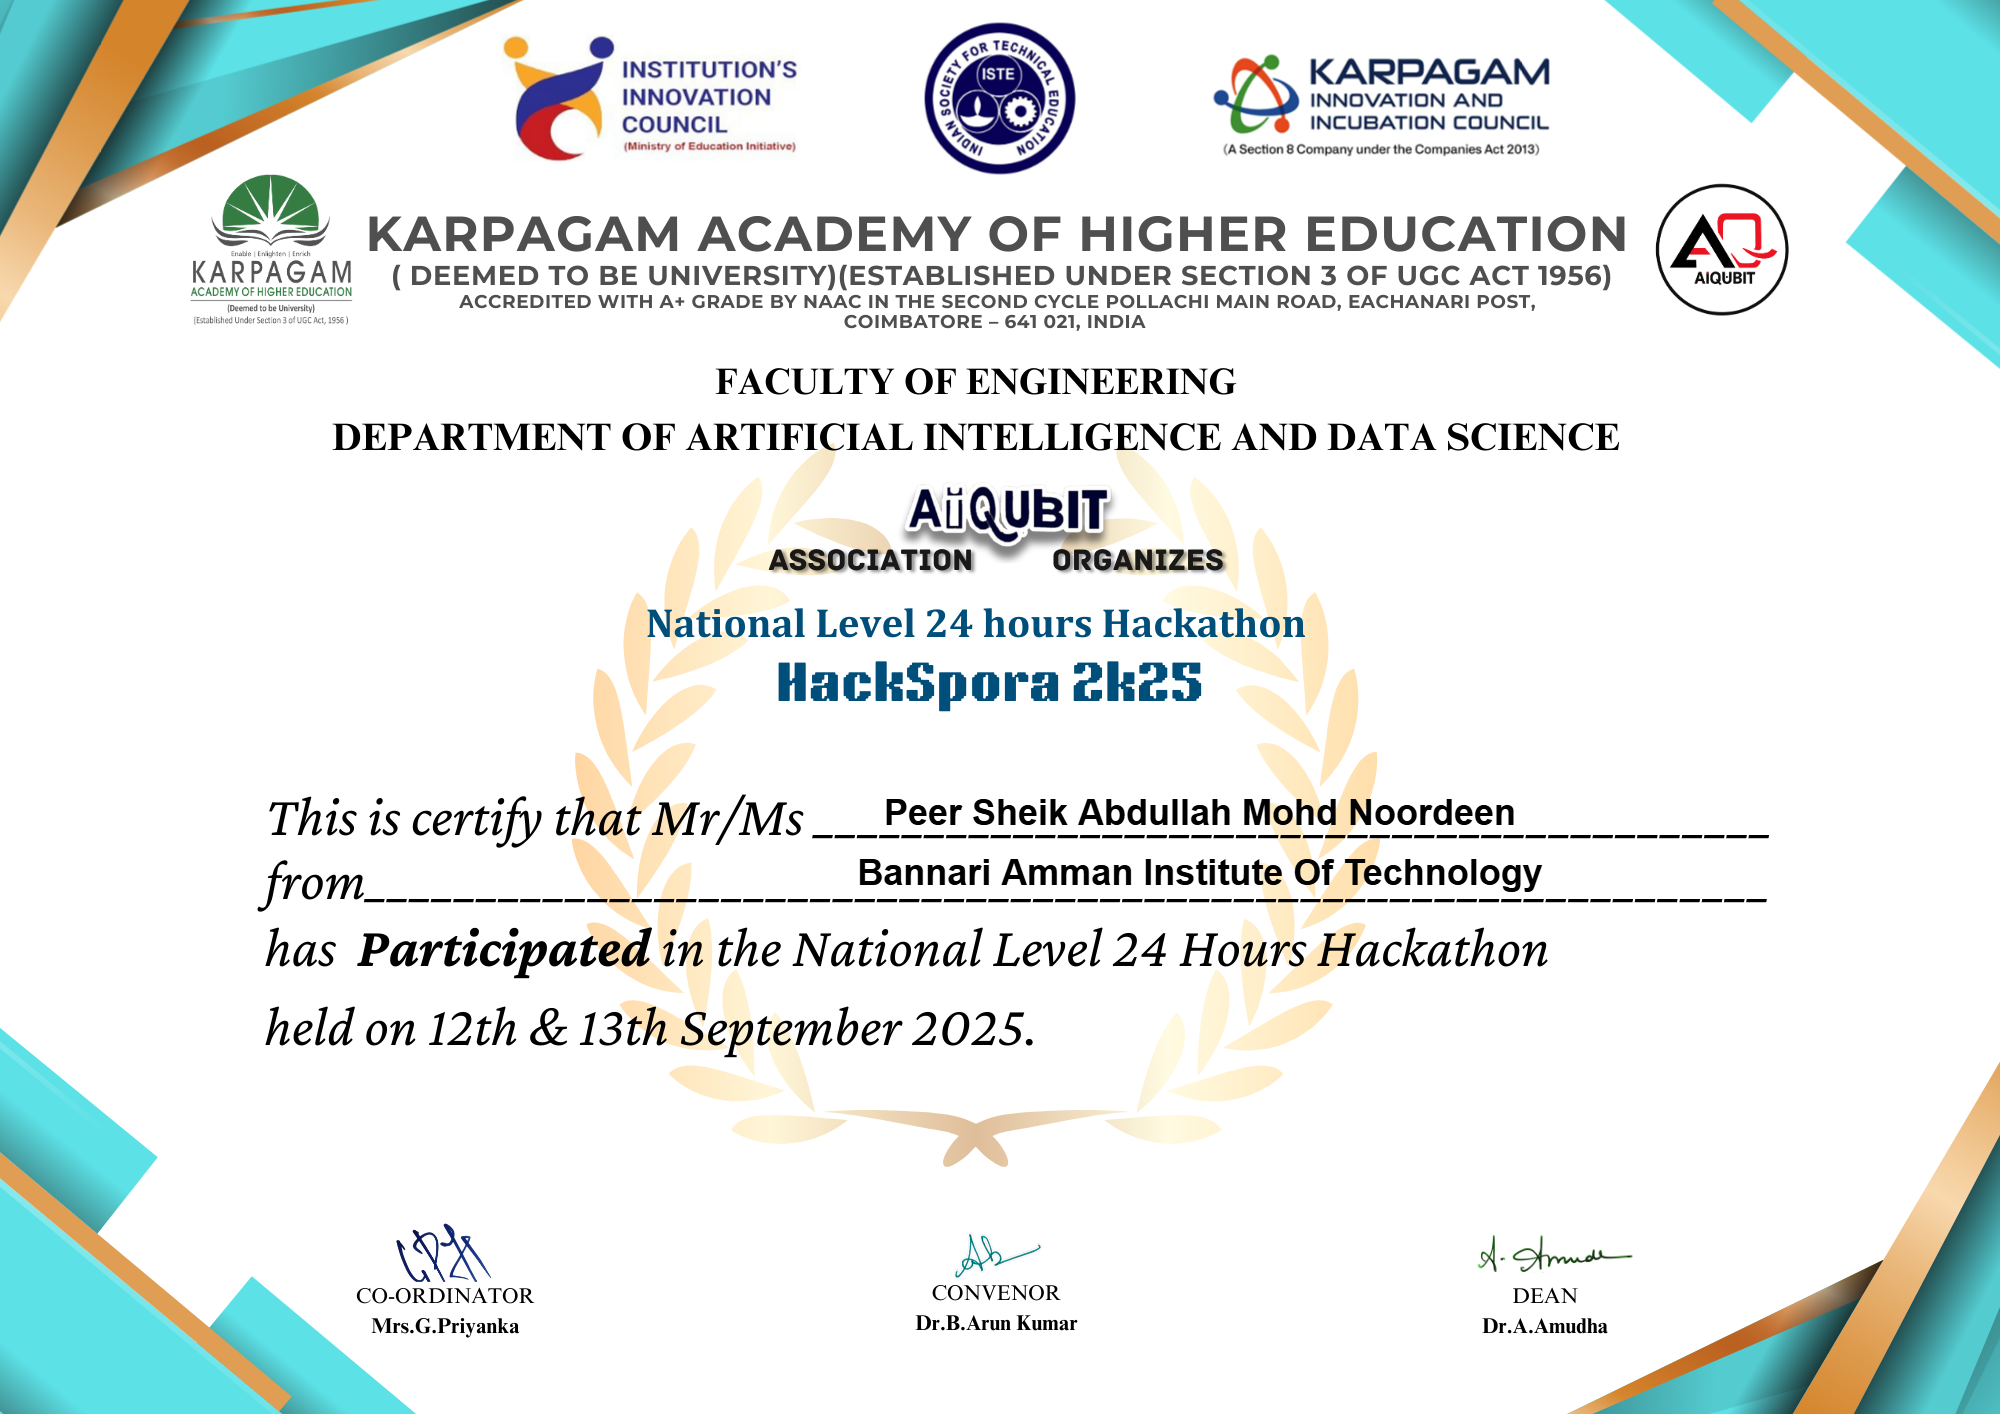 INSTITUTION'S
INNOVATION
COUNCIL
(Ministry of Education Initiative)
INDIAN SOCIETY FOR TECHNICAL EDUCATION
ISTE
KARPAGAM
INNOVATION AND
INCUBATION COUNCIL
(A Section 8 Company under the Companies Act 2013)
Enable | Enlighten | Enrich
KARPAGAM
ACADEMY OF HIGHER EDUCATION
(Deemed to be University)
(Established Under Section 3 of UGC Act, 1956 )
KARPAGAM ACADEMY OF HIGHER EDUCATION
( DEEMED TO BE UNIVERSITY)(ESTABLISHED UNDER SECTION 3 OF UGC ACT 1956)
ACCREDITED WITH A+ GRADE BY NAAC IN THE SECOND CYCLE POLLACHI MAIN ROAD, EACHANARI POST,
COIMBATORE – 641 021, INDIA
AQ
AIQUBIT
FACULTY OF ENGINEERING
DEPARTMENT OF ARTIFICIAL INTELLIGENCE AND DATA SCIENCE
AiQUbIT
ASSOCIATION ORGANIZES
National Level 24 hours Hackathon
HackSpora 2k25
This is certify that Mr/Ms Peer Sheik Abdullah Mohd Noordeen
from Bannari Amman Institute Of Technology
has Participated in the National Level 24 Hours Hackathon
held on 12th & 13th September 2025.
A. Amude
CO-ORDINATOR
Mrs.G.Priyanka
CONVENOR
Dr.B.Arun Kumar
DEAN
Dr.A.Amudha